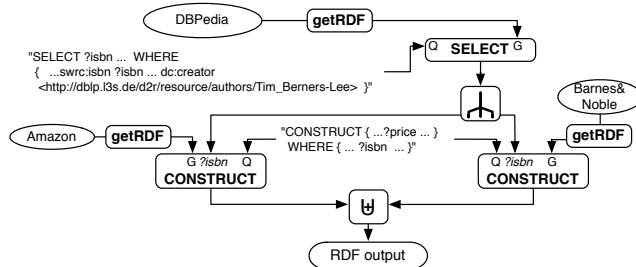 DBPedia
getRDF
"SELECT ?isbn ... WHERE
{ ...swrc:isbn ?isbn ... dc:creator
<http://dblp.l3s.de/d2r/resource/authors/Tim_Berners-Lee> }"
Q SELECT G
Barnes&
Noble
getRDF
Amazon
getRDF
"CONSTRUCT { ...?price ... }
WHERE { ... ?isbn ... }"
G ?isbn Q
CONSTRUCT
Q ?isbn G
CONSTRUCT
⊎
RDF output